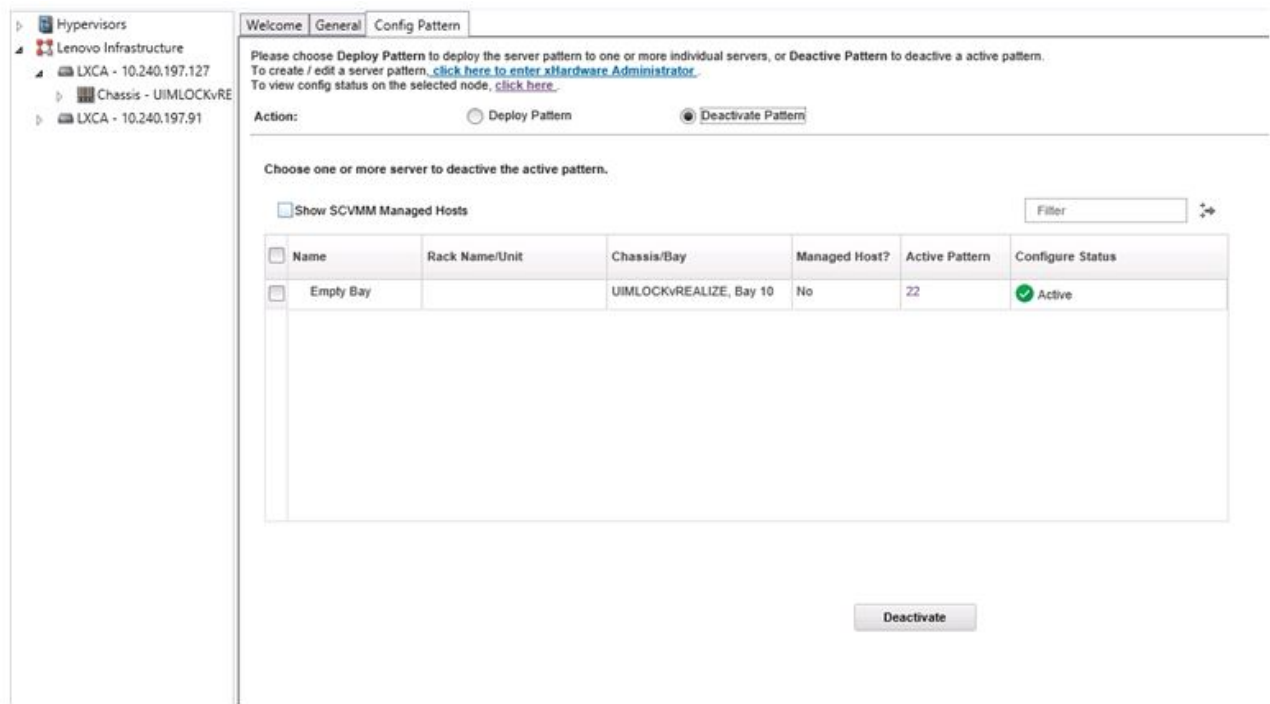 Hypervisors
Lenovo Infrastructure
LXCA - 10.240.197.127
Chassis - UIMLOCKvRE
LXCA - 10.240.197.91
Welcome General Config Pattern
Please choose Deploy Pattern to deploy the server pattern to one or more individual servers, or Deactive Pattern to deactive a active pattern.
To create / edit a server pattern, click here to enter xHardware Administrator .
To view config status on the selected node, click here .
Action: Deploy Pattern Deactivate Pattern
Choose one or more server to deactive the active pattern.
Show SCVMM Managed Hosts Filter
Name Rack Name/Unit Chassis/Bay Managed Host? Active Pattern Configure Status
Empty Bay UIMLOCKvREALIZE, Bay 10 No 22 Active
Deactivate